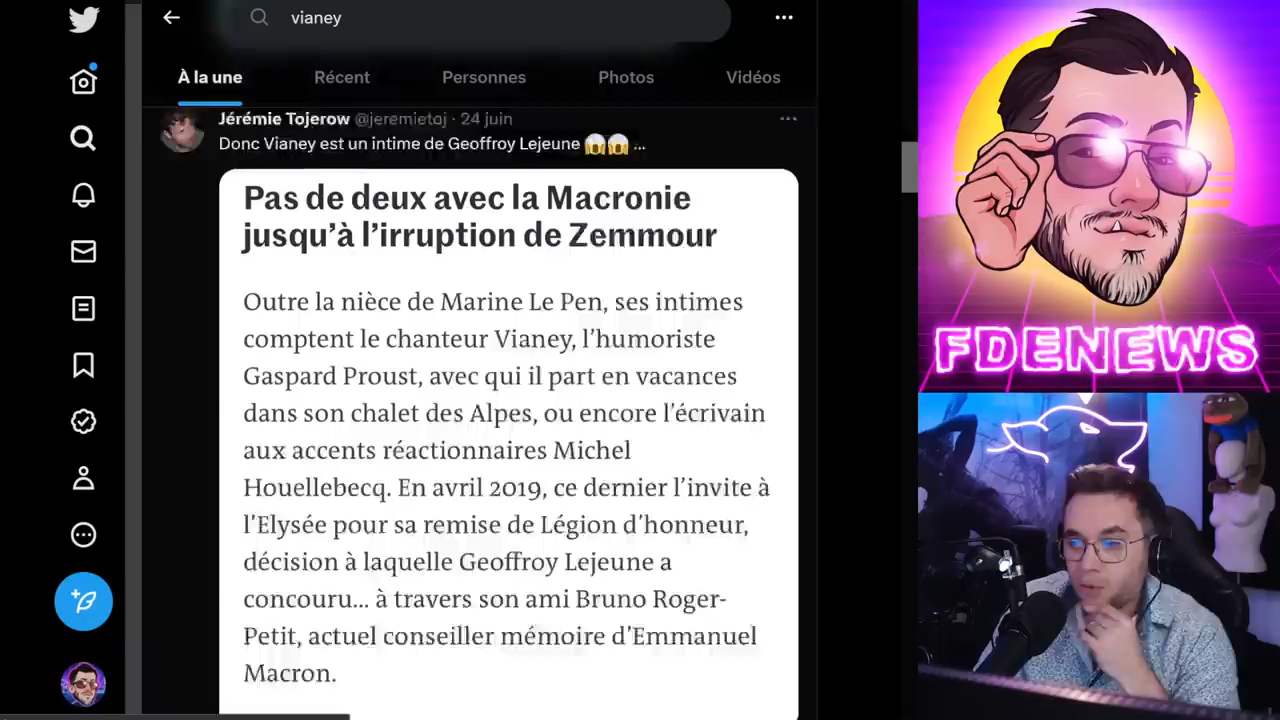 vianey
À la une
Récent
Personnes
Photos
Vidéos
Jérémie Tojerow @jeremietoj · 24 juin
Donc Vianey est un intime de Geoffroy Lejeune 😱😱 ...
Pas de deux avec la Macronie
jusqu’à l’irruption de Zemmour
Outre la nièce de Marine Le Pen, ses intimes
comptent le chanteur Vianey, l’humoriste
Gaspard Proust, avec qui il part en vacances
dans son chalet des Alpes, ou encore l’écrivain
aux accents réactionnaires Michel
Houellebecq. En avril 2019, ce dernier l’invite à
l’Elysée pour sa remise de Légion d’honneur,
décision à laquelle Geoffroy Lejeune a
concouru… à travers son ami Bruno Roger-
Petit, actuel conseiller mémoire d’Emmanuel
Macron.
FDENEWS